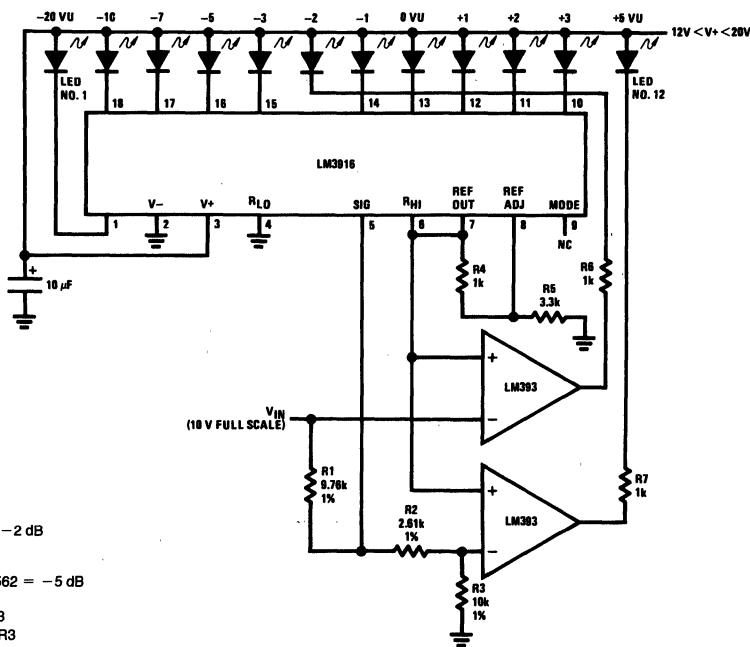 -20 VU -10 -7 -5 -3 -2 -1 0 VU +1 +2 +3 +5 VU
12V < V+ < 20V
LED NO. 1
LED NO. 12
18 17 16 15 14 13 12 11 10
LM3916
V- V+ RLO SIG RHI REF OUT REF ADJ MODE
1 2 3 4 5 6 7 8 9
NC
+
10 µF
R4
1k
R5
3.3k
R6
1k
+
LM393
-
VIN
(10 V FULL SCALE)
R1
9.76k
1%
R2
2.61k
1%
+
LM393
-
R7
1k
R3
10k
1%
-2 dB
562 = -5 dB
R3